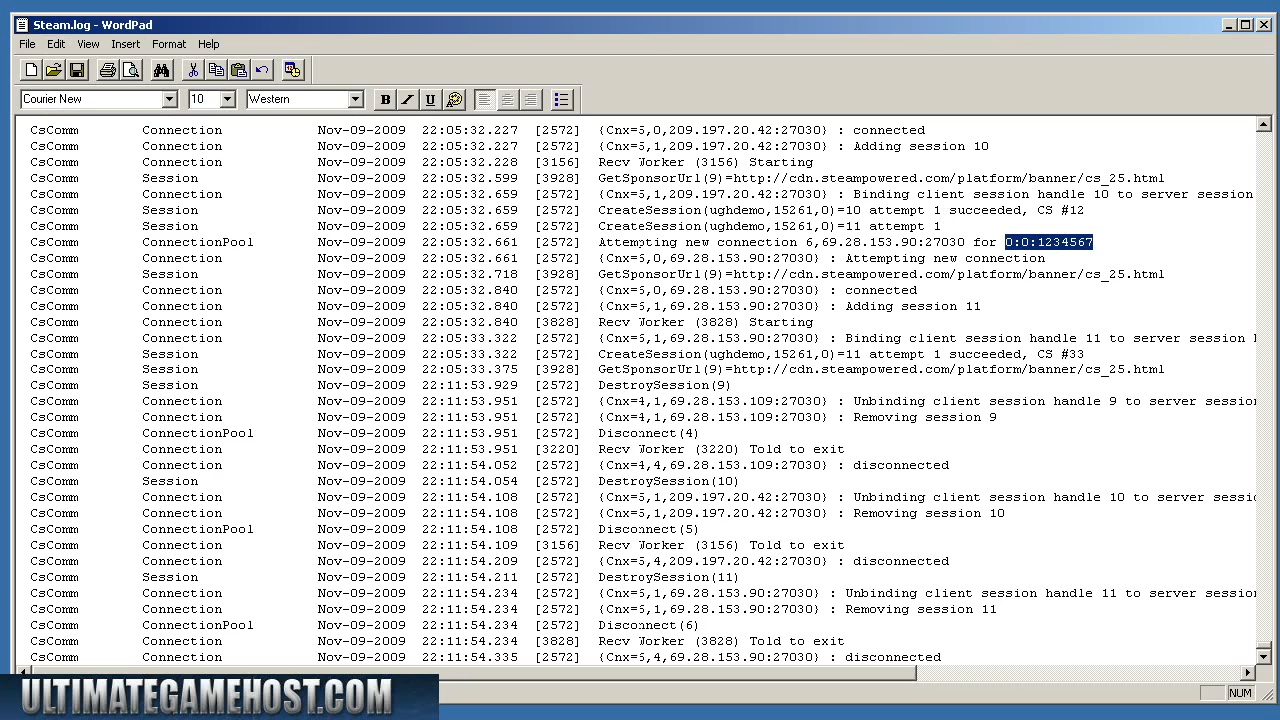 Steam.log - WordPad
File Edit View Insert Format Help
Courier New 10 Western B I U
CsComm Connection Nov-09-2009 22:05:32.227 [2572] {Cnx=5,0,209.197.20.42:27030} : connected
CsComm Connection Nov-09-2009 22:05:32.227 [2572] {Cnx=5,1,209.197.20.42:27030} : Adding session 10
CsComm Connection Nov-09-2009 22:05:32.228 [3156] Recv Worker (3156) Starting
CsComm Session Nov-09-2009 22:05:32.599 [3928] GetSponsorUrl(9)=http://cdn.steampowered.com/platform/banner/cs_25.html
CsComm Connection Nov-09-2009 22:05:32.659 [2572] {Cnx=5,1,209.197.20.42:27030} : Binding client session handle 10 to server session
CsComm Session Nov-09-2009 22:05:32.659 [2572] CreateSession(ughdemo,15261,0)=10 attempt 1 succeeded, CS #12
CsComm Session Nov-09-2009 22:05:32.659 [2572] CreateSession(ughdemo,15261,0)=11 attempt 1
CsComm ConnectionPool Nov-09-2009 22:05:32.661 [2572] Attempting new connection 6,69.28.153.90:27030 for 0:0:1234567
CsComm Connection Nov-09-2009 22:05:32.661 [2572] {Cnx=6,0,69.28.153.90:27030} : Attempting new connection
CsComm Session Nov-09-2009 22:05:32.718 [3928] GetSponsorUrl(9)=http://cdn.steampowered.com/platform/banner/cs_25.html
CsComm Connection Nov-09-2009 22:05:32.840 [2572] {Cnx=6,0,69.28.153.90:27030} : connected
CsComm Connection Nov-09-2009 22:05:32.840 [2572] {Cnx=6,1,69.28.153.90:27030} : Adding session 11
CsComm Connection Nov-09-2009 22:05:32.840 [3828] Recv Worker (3828) Starting
CsComm Connection Nov-09-2009 22:05:33.322 [2572] {Cnx=6,1,69.28.153.90:27030} : Binding client session handle 11 to server session
CsComm Session Nov-09-2009 22:05:33.322 [2572] CreateSession(ughdemo,15261,0)=11 attempt 1 succeeded, CS #33
CsComm Session Nov-09-2009 22:05:33.375 [3928] GetSponsorUrl(9)=http://cdn.steampowered.com/platform/banner/cs_25.html
CsComm Session Nov-09-2009 22:11:53.929 [2572] DestroySession(9)
CsComm Connection Nov-09-2009 22:11:53.951 [2572] {Cnx=4,1,69.28.153.109:27030} : Unbinding client session handle 9 to server session
CsComm Connection Nov-09-2009 22:11:53.951 [2572] {Cnx=4,1,69.28.153.109:27030} : Removing session 9
CsComm ConnectionPool Nov-09-2009 22:11:53.951 [2572] Disconnect(4)
CsComm Connection Nov-09-2009 22:11:53.951 [3220] Recv Worker (3220) Told to exit
CsComm Connection Nov-09-2009 22:11:54.052 [2572] {Cnx=4,4,69.28.153.109:27030} : disconnected
CsComm Session Nov-09-2009 22:11:54.054 [2572] DestroySession(10)
CsComm Connection Nov-09-2009 22:11:54.108 [2572] {Cnx=5,1,209.197.20.42:27030} : Unbinding client session handle 10 to server
CsComm Connection Nov-09-2009 22:11:54.108 [2572] {Cnx=5,1,209.197.20.42:27030} : Removing session 10
CsComm ConnectionPool Nov-09-2009 22:11:54.108 [2572] Disconnect(5)
CsComm Connection Nov-09-2009 22:11:54.109 [3156] Recv Worker (3156) Told to exit
CsComm Connection Nov-09-2009 22:11:54.209 [2572] {Cnx=5,4,209.197.20.42:27030} : disconnected
CsComm Session Nov-09-2009 22:11:54.211 [2572] DestroySession(11)
CsComm Connection Nov-09-2009 22:11:54.234 [2572] {Cnx=6,1,69.28.153.90:27030} : Unbinding client session handle 11 to server
CsComm Connection Nov-09-2009 22:11:54.234 [2572] {Cnx=6,1,69.28.153.90:27030} : Removing session 11
CsComm ConnectionPool Nov-09-2009 22:11:54.234 [2572] Disconnect(6)
CsComm Connection Nov-09-2009 22:11:54.234 [3828] Recv Worker (3828) Told to exit
CsComm Connection Nov-09-2009 22:11:54.335 [2572] {Cnx=6,4,69.28.153.90:27030} : disconnected
ULTIMATEGAMEHOST.COM
NUM